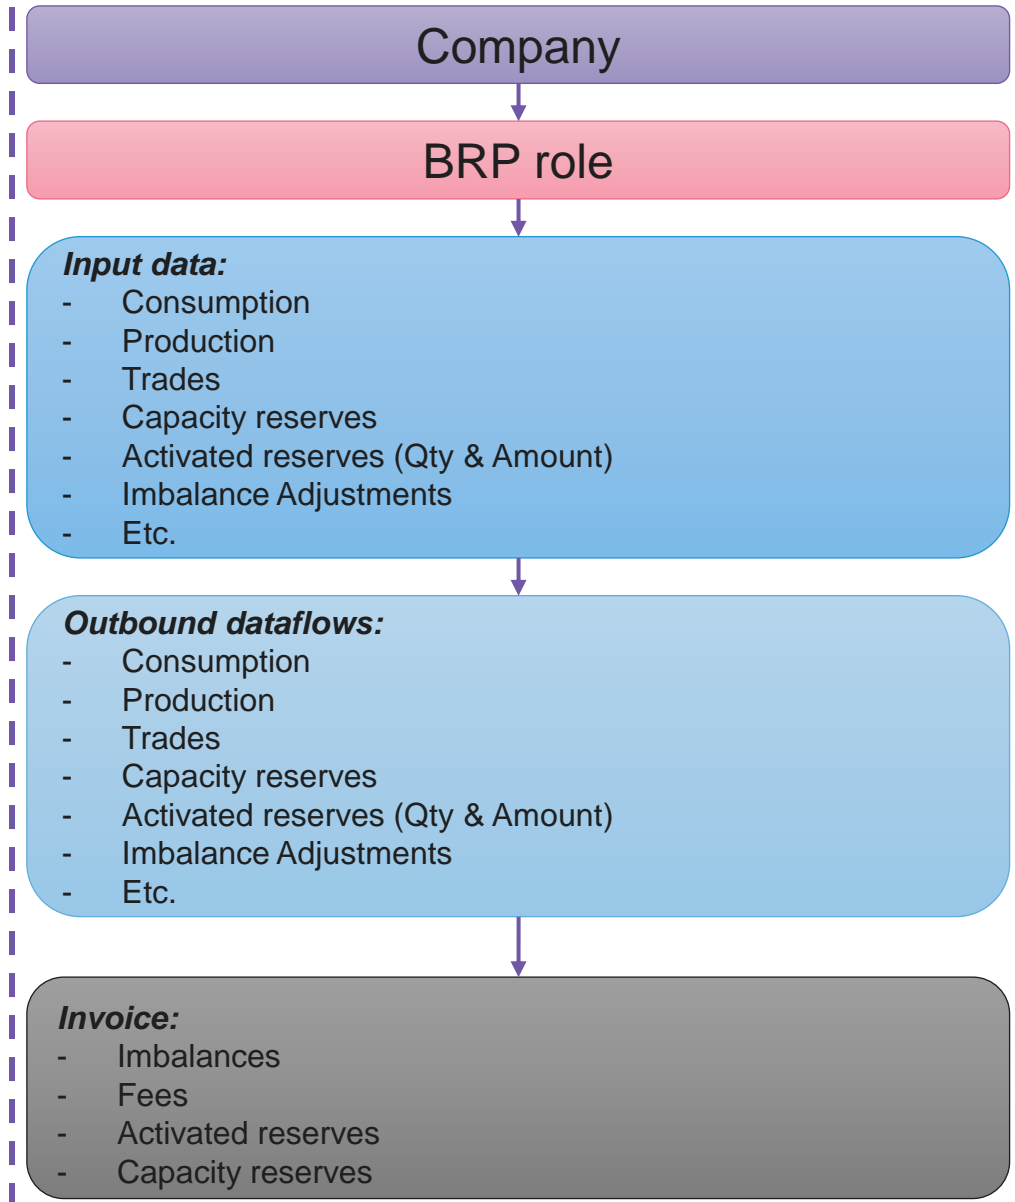 Company
BRP role
Input data:
- Consumption
- Production
- Trades
- Capacity reserves
- Activated reserves (Qty & Amount)
- Imbalance Adjustments
- Etc.
Outbound dataflows:
- Consumption
- Production
- Trades
- Capacity reserves
- Activated reserves (Qty & Amount)
- Imbalance Adjustments
- Etc.
Invoice:
- Imbalances
- Fees
- Activated reserves
- Capacity reserves